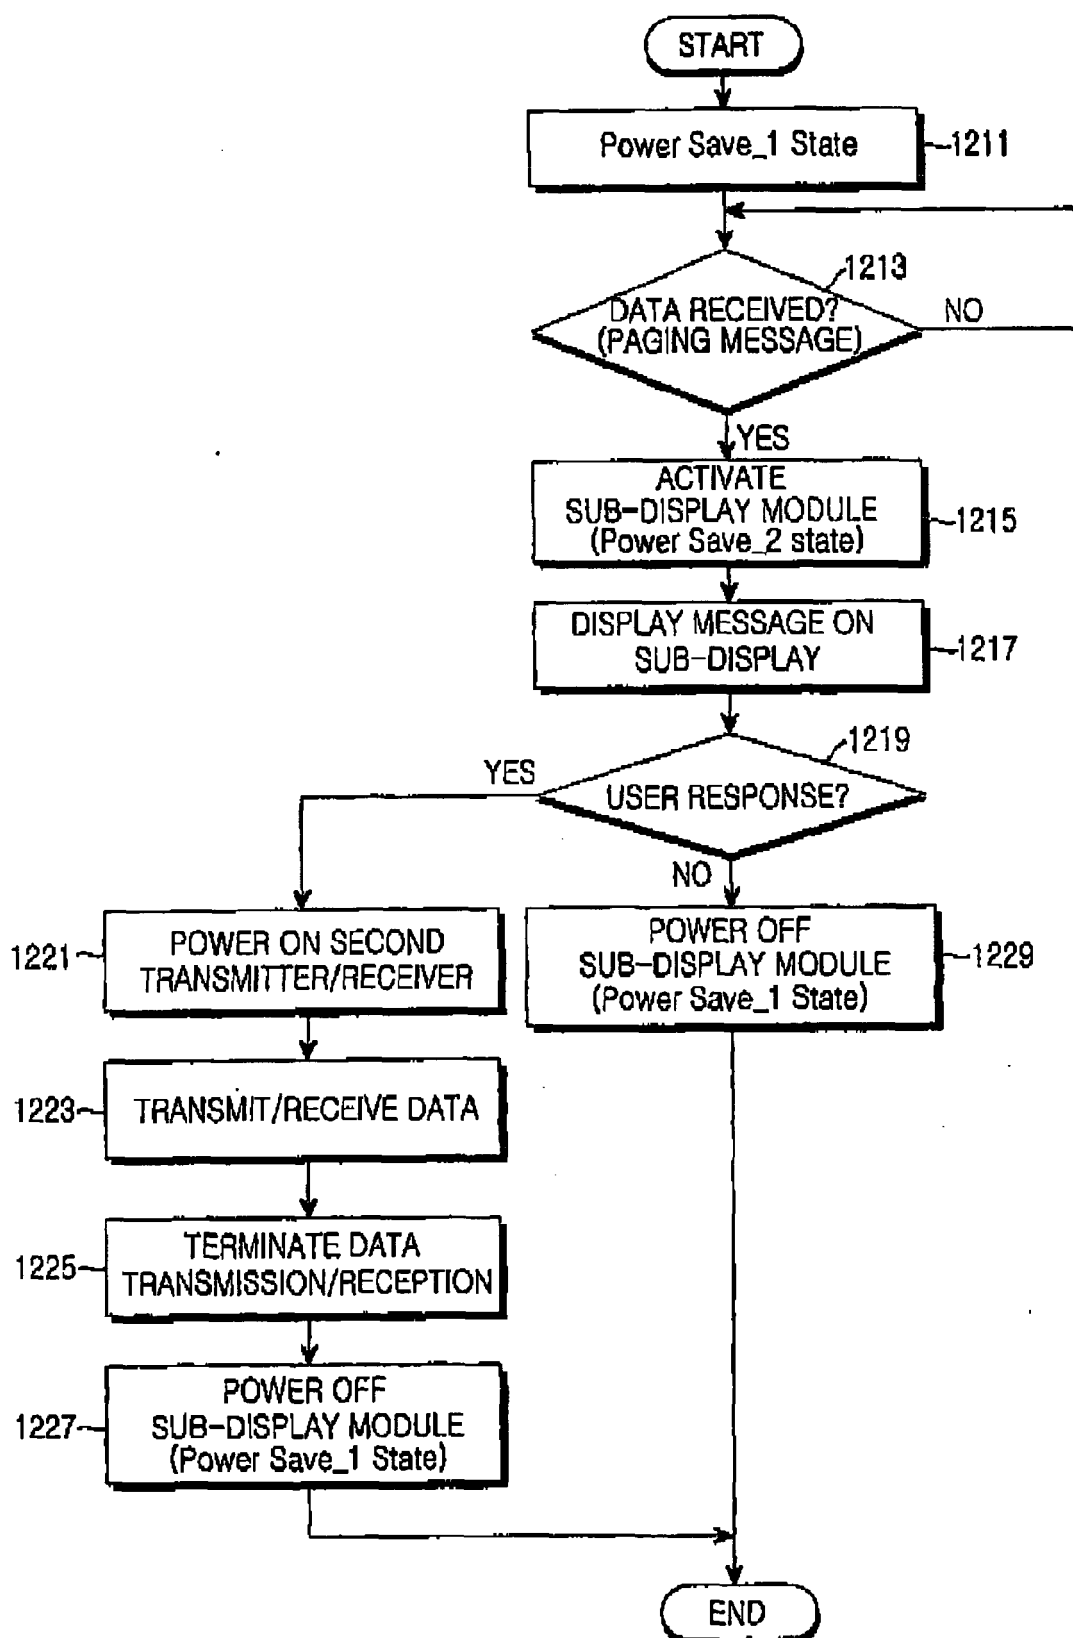 START
Power Save_1 State
1211
1213
DATA RECEIVED?
(PAGING MESSAGE)
NO
YES
ACTIVATE
SUB-DISPLAY MODULE
(Power Save_2 state)
1215
DISPLAY MESSAGE ON
SUB-DISPLAY
1217
1219
YES
USER RESPONSE?
NO
1221
POWER ON SECOND
TRANSMITTER/RECEIVER
POWER OFF
SUB-DISPLAY MODULE
(Power Save_1 State)
1229
1223
TRANSMIT/RECEIVE DATA
1225
TERMINATE DATA
TRANSMISSION/RECEPTION
1227
POWER OFF
SUB-DISPLAY MODULE
(Power Save_1 State)
END